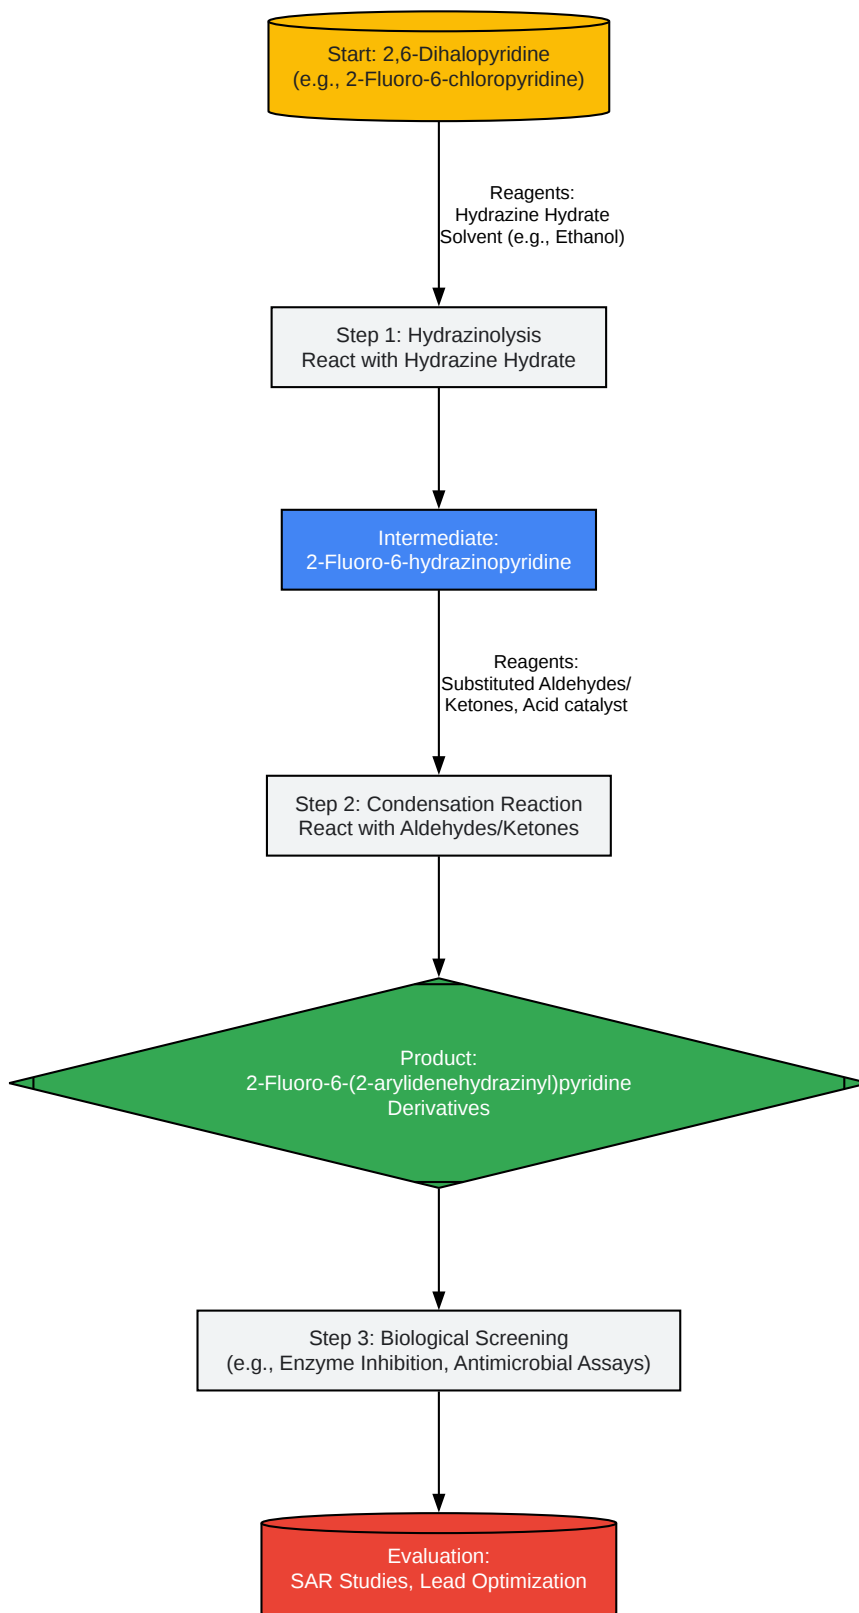 Start: 2,6-Dihalopyridine
(e.g., 2-Fluoro-6-chloropyridine)
Reagents:
Hydrazine Hydrate
Solvent (e.g., Ethanol)
Step 1: Hydrazinolysis
React with Hydrazine Hydrate
Intermediate:
2-Fluoro-6-hydrazinopyridine
Reagents:
Substituted Aldehydes/
Ketones, Acid catalyst
Step 2: Condensation Reaction
React with Aldehydes/Ketones
Product:
2-Fluoro-6-(2-arylidenehydrazinyl)pyridine
Derivatives
Step 3: Biological Screening
(e.g., Enzyme Inhibition, Antimicrobial Assays)
Evaluation:
SAR Studies, Lead Optimization